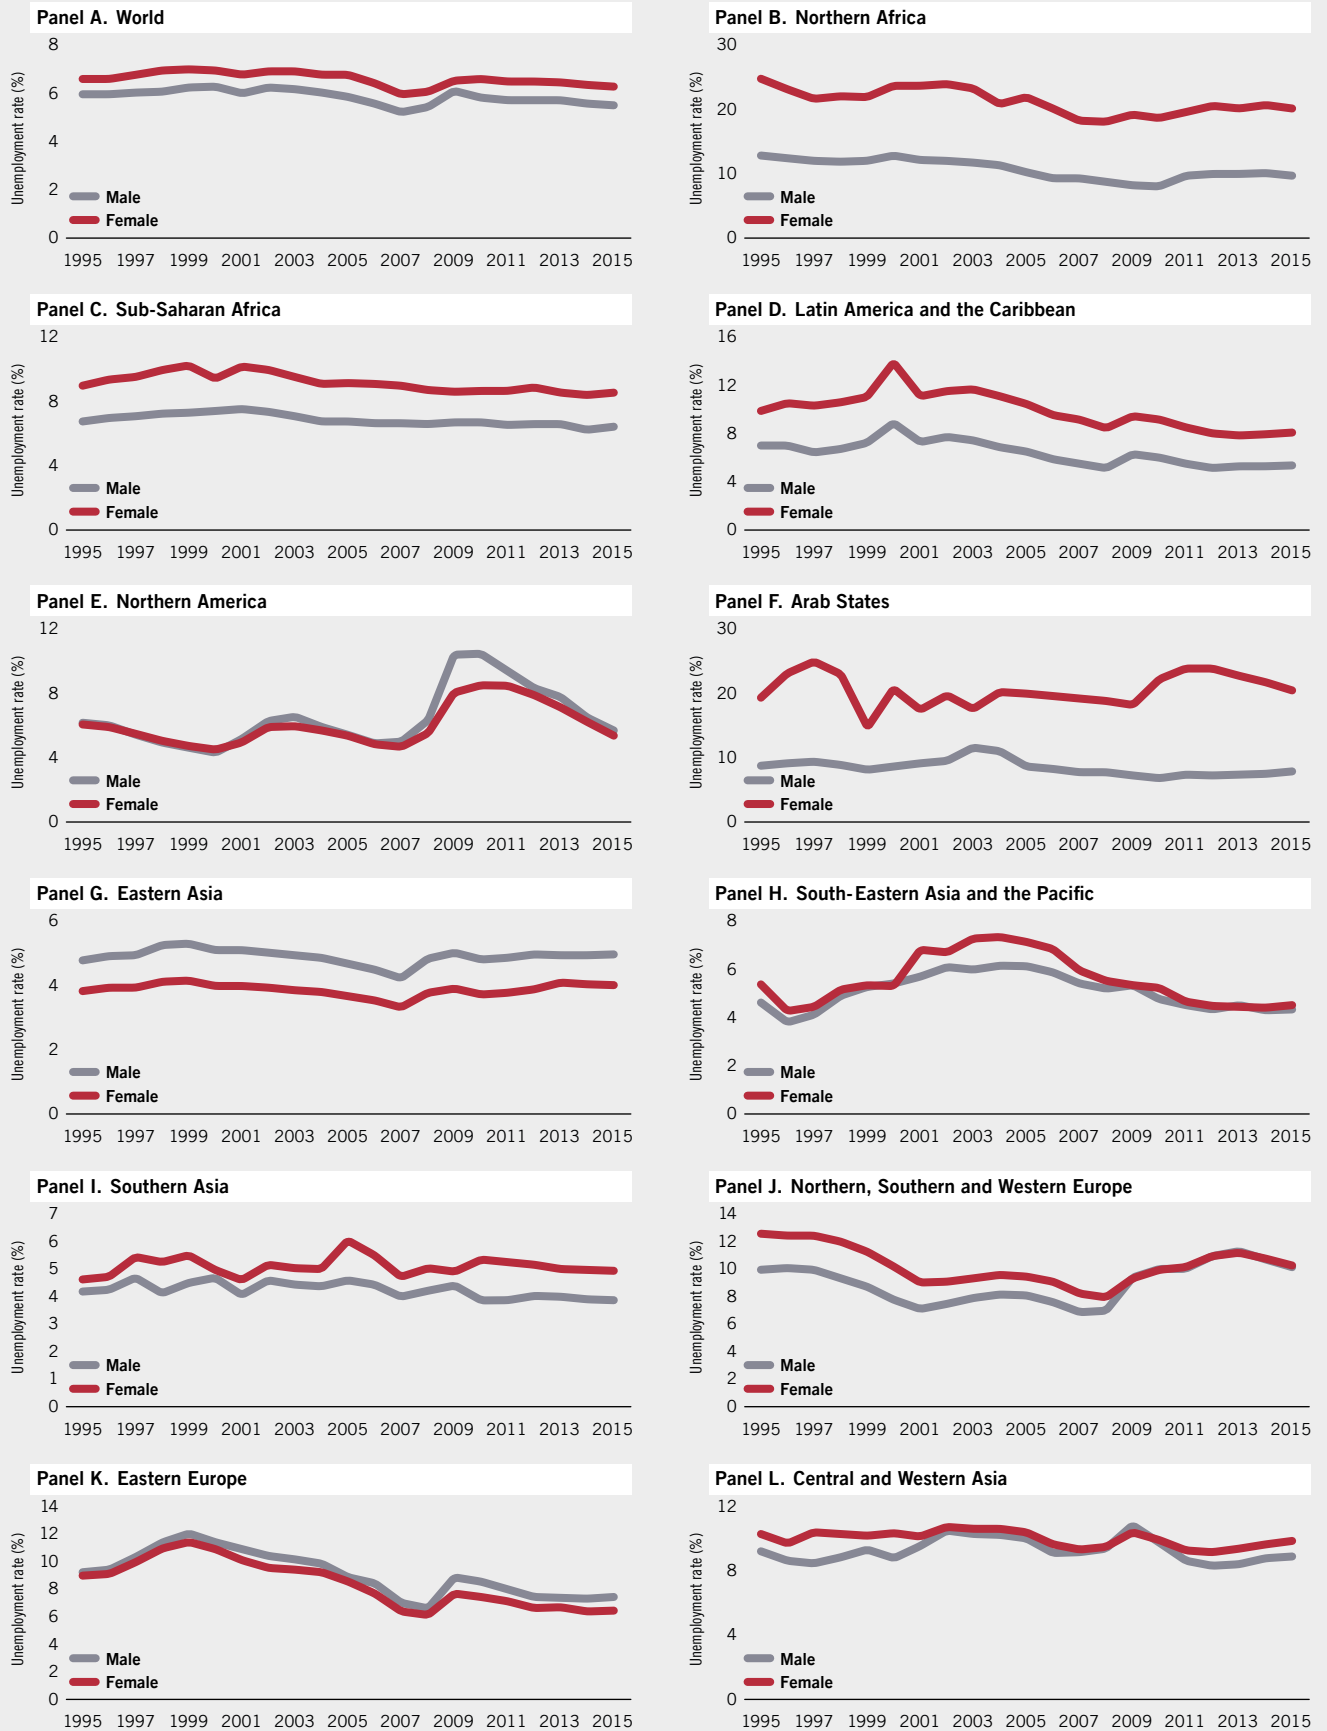 Panel A. World
Unemployment rate (%)
8
6
4
2
0
Male
Female
1995 1997 1999 2001 2003 2005 2007 2009 2011 2013 2015
Panel B. Northern Africa
Unemployment rate (%)
30
20
10
0
Male
Female
1995 1997 1999 2001 2003 2005 2007 2009 2011 2013 2015
Panel C. Sub-Saharan Africa
Unemployment rate (%)
12
8
4
0
Male
Female
1995 1997 1999 2001 2003 2005 2007 2009 2011 2013 2015
Panel D. Latin America and the Caribbean
Unemployment rate (%)
16
12
8
4
0
Male
Female
1995 1997 1999 2001 2003 2005 2007 2009 2011 2013 2015
Panel E. Northern America
Unemployment rate (%)
12
8
4
0
Male
Female
1995 1997 1999 2001 2003 2005 2007 2009 2011 2013 2015
Panel F. Arab States
Unemployment rate (%)
30
20
10
0
Male
Female
1995 1997 1999 2001 2003 2005 2007 2009 2011 2013 2015
Panel G. Eastern Asia
Unemployment rate (%)
6
4
2
0
Male
Female
1995 1997 1999 2001 2003 2005 2007 2009 2011 2013 2015
Panel H. South-Eastern Asia and the Pacific
Unemployment rate (%)
8
6
4
2
0
Male
Female
1995 1997 1999 2001 2003 2005 2007 2009 2011 2013 2015
Panel I. Southern Asia
Unemployment rate (%)
7
6
5
4
3
2
1
0
Male
Female
1995 1997 1999 2001 2003 2005 2007 2009 2011 2013 2015
Panel J. Northern, Southern and Western Europe
Unemployment rate (%)
14
12
10
8
6
4
2
0
Male
Female
1995 1997 1999 2001 2003 2005 2007 2009 2011 2013 2015
Panel K. Eastern Europe
Unemployment rate (%)
14
12
10
8
6
4
2
0
Male
Female
1995 1997 1999 2001 2003 2005 2007 2009 2011 2013 2015
Panel L. Central and Western Asia
Unemployment rate (%)
12
8
4
0
Male
Female
1995 1997 1999 2001 2003 2005 2007 2009 2011 2013 2015